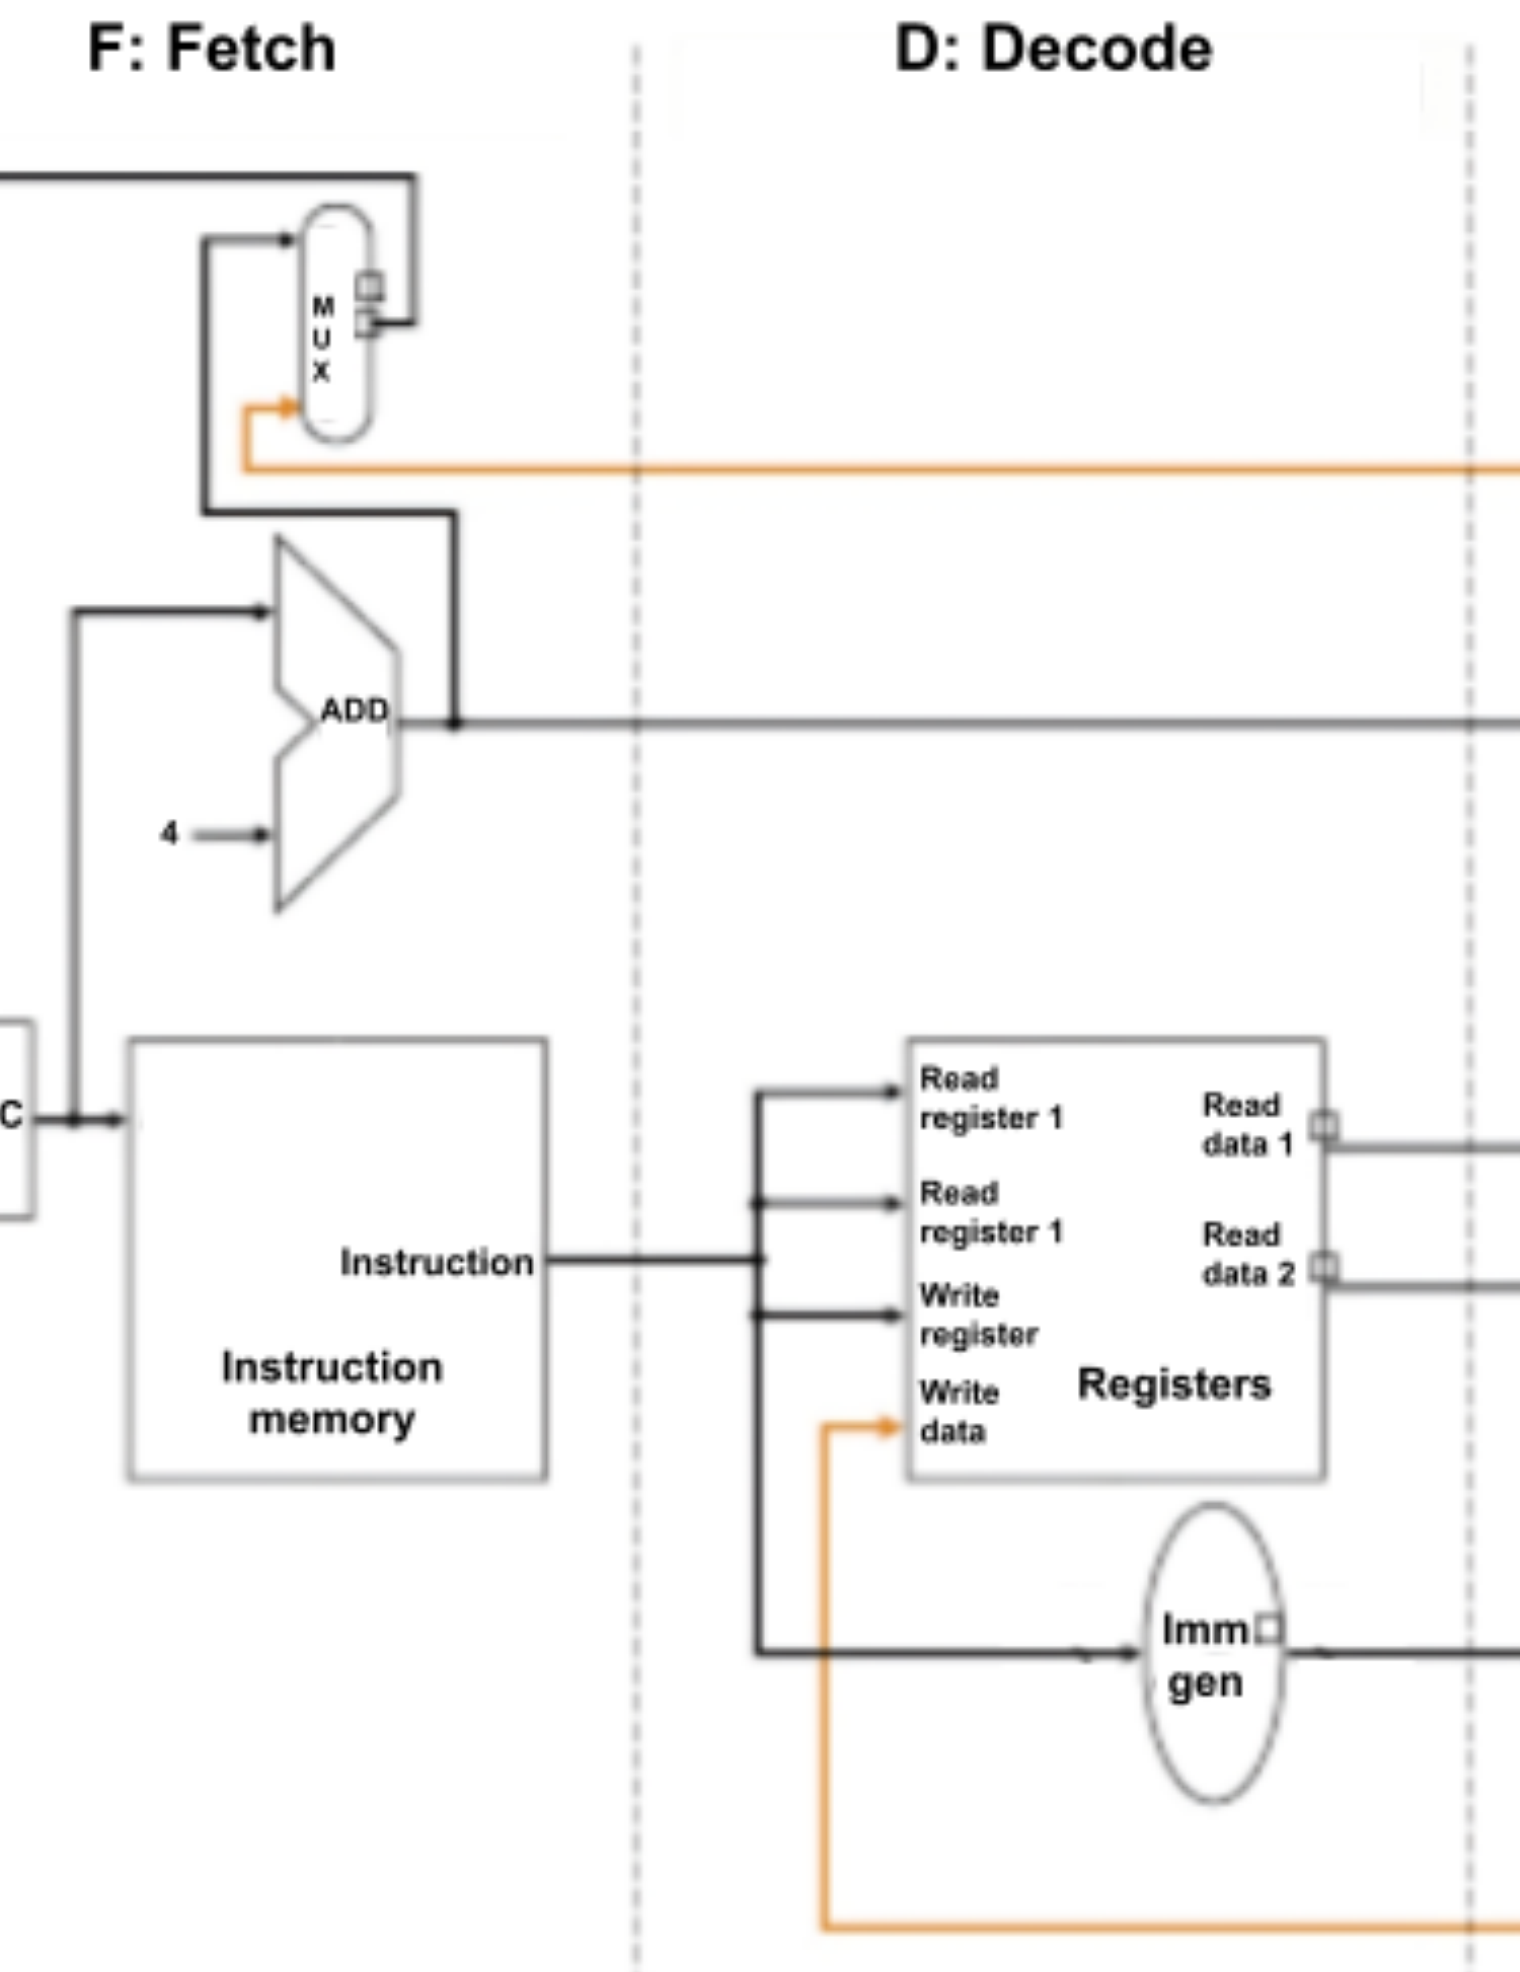 F: Fetch
D: Decode
M
U
X
ADD
4
C
Instruction
Instruction
memory
Read
register 1
Read
register 1
Write
register
Write
data
Read
data 1
Read
data 2
Registers
Imm
gen